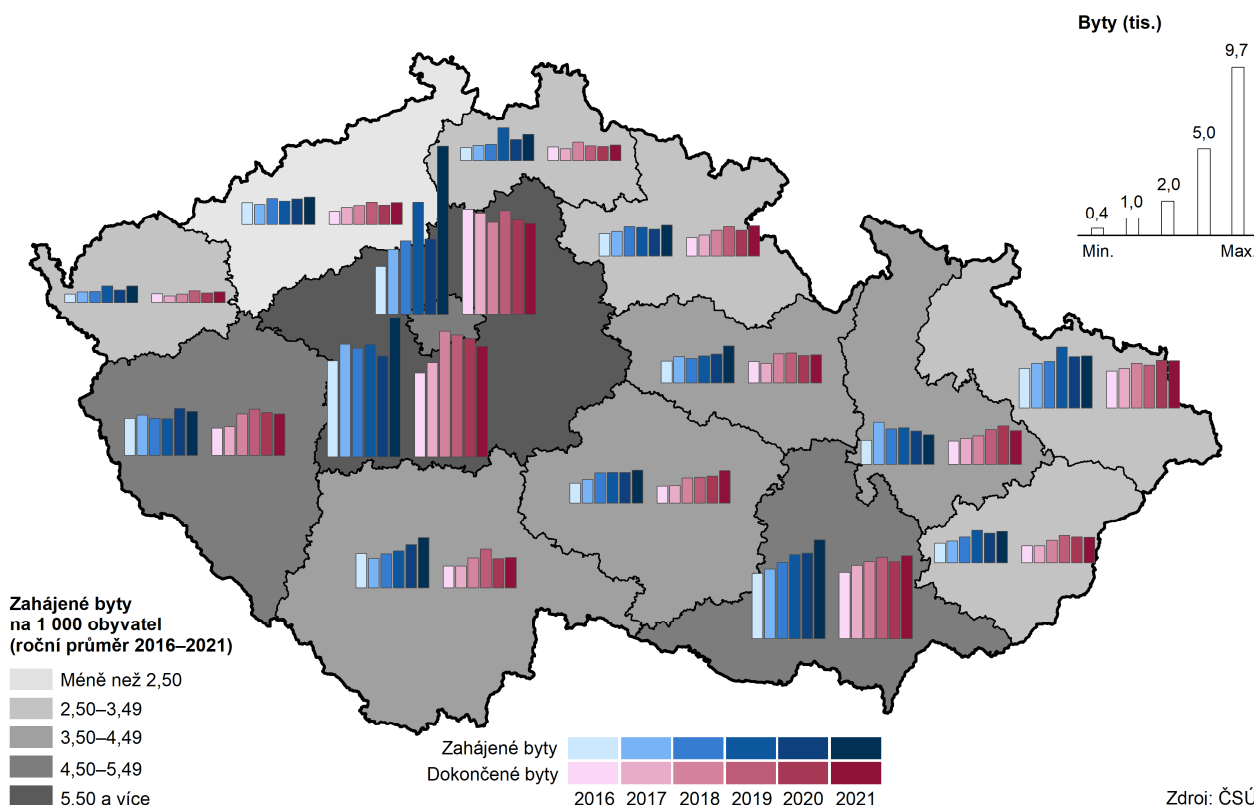 Byty (tis.)
9,7
5,0
2,0
1,0
0,4
Min.
Max.
Zahájené byty
na 1 000 obyvatel
(roční průměr 2016–2021)
Méně než 2,50
2,50–3,49
3,50–4,49
4,50–5,49
5.50 a více
Zahájené byty
Dokončené byty
2016 2017 2018 2019 2020 2021
Zdroj: ČSÚ